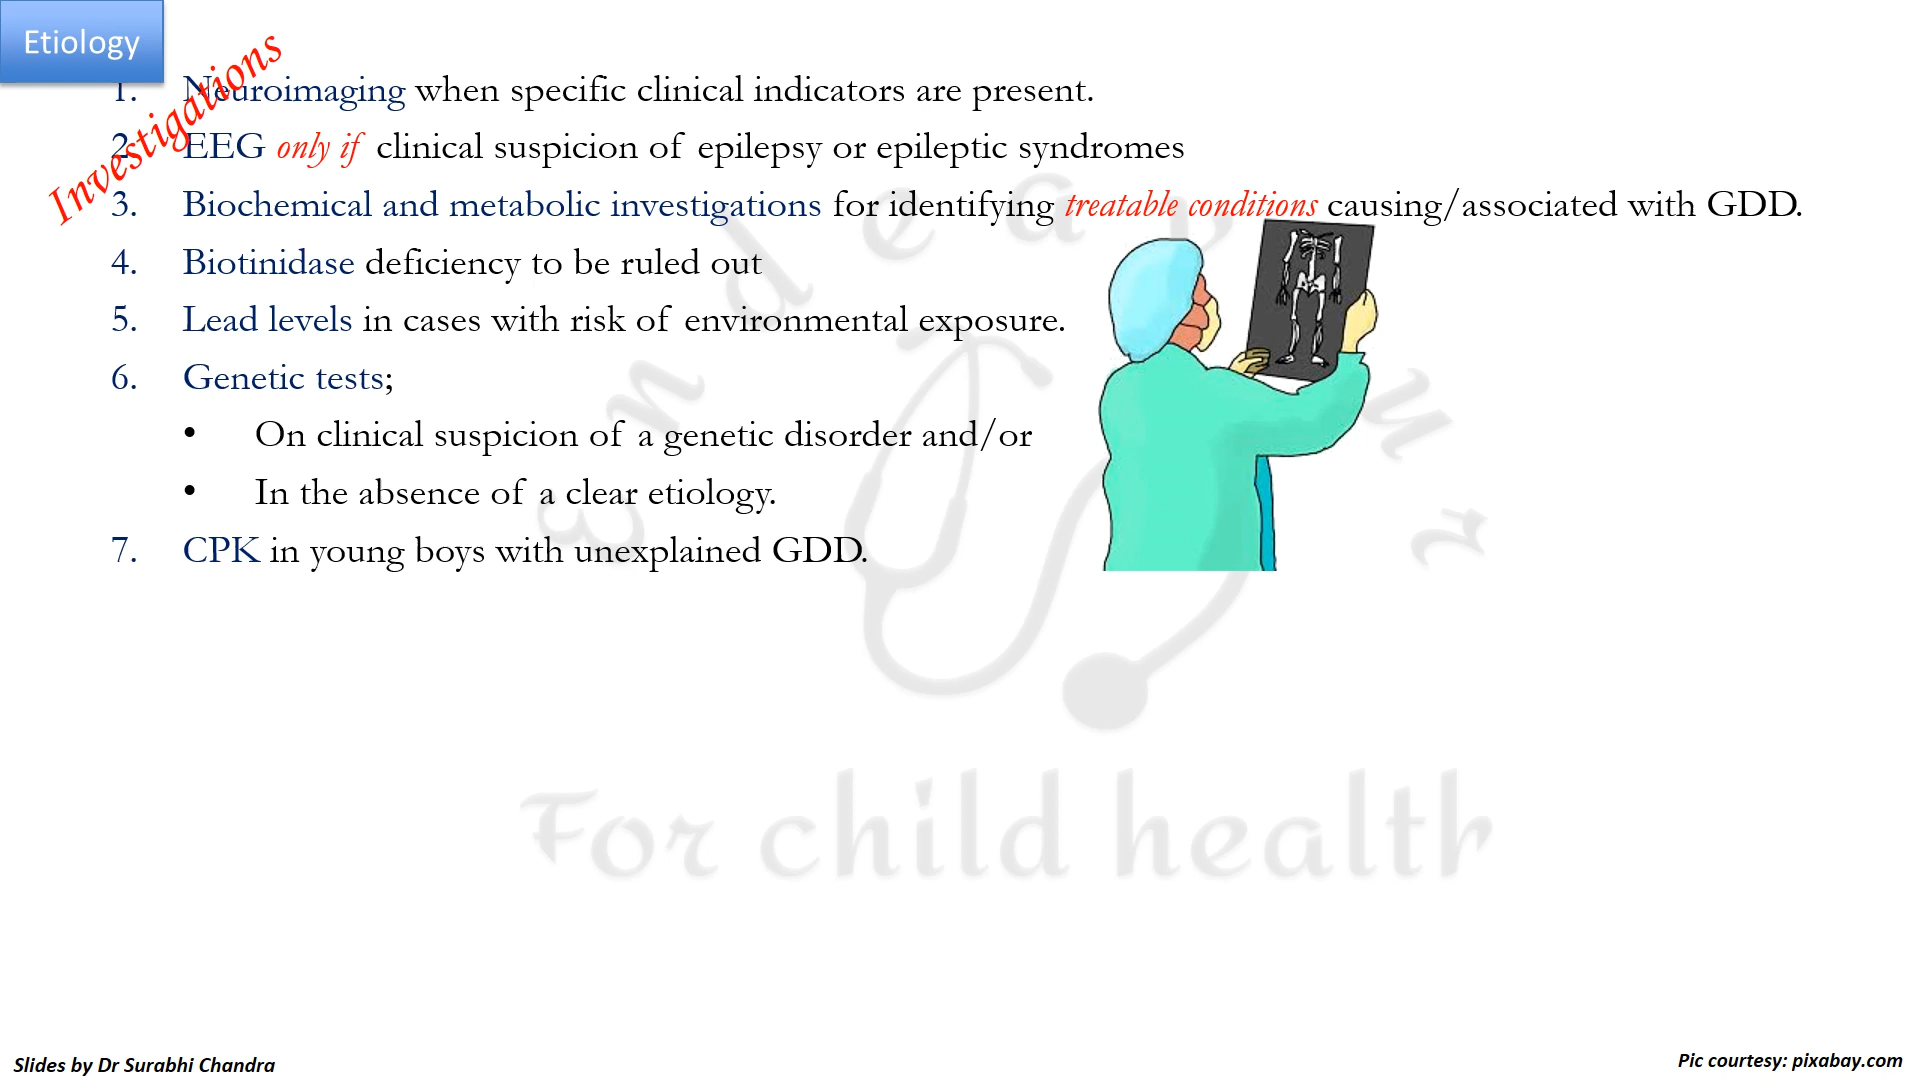 Etiology
Investigations
1. Neuroimaging when specific clinical indicators are present.
2. EEG only if clinical suspicion of epilepsy or epileptic syndromes
3. Biochemical and metabolic investigations for identifying treatable conditions causing/associated with GDD.
4. Biotinidase deficiency to be ruled out
5. Lead levels in cases with risk of environmental exposure.
6. Genetic tests;
• On clinical suspicion of a genetic disorder and/or
• In the absence of a clear etiology.
7. CPK in young boys with unexplained GDD.
Endeavour
For child health
Slides by Dr Surabhi Chandra
Pic courtesy: pixabay.com